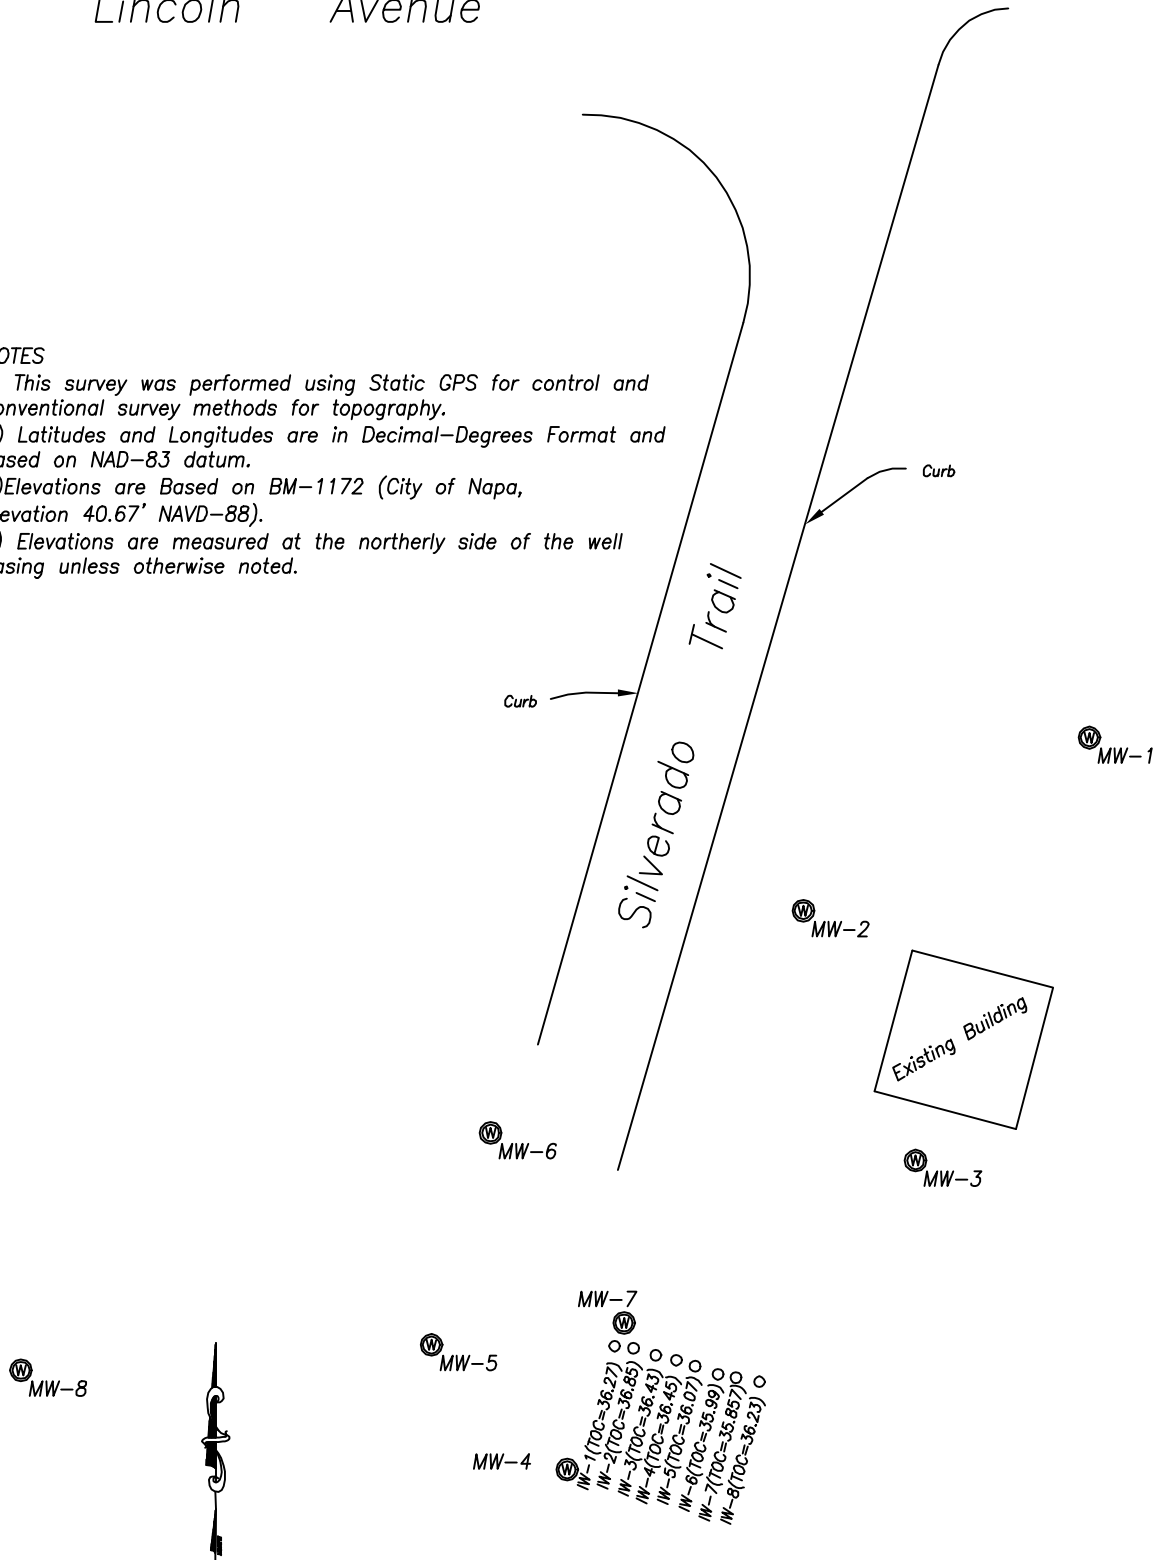 Lincoln Avenue
OTES
This survey was performed using Static GPS for control and
onventional survey methods for topography.
) Latitudes and Longitudes are in Decimal-Degrees Format and
ased on NAD-83 datum.
)Elevations are Based on BM-1172 (City of Napa,
evation 40.67' NAVD-88).
) Elevations are measured at the northerly side of the well
asing unless otherwise noted.
Curb
Silverado Trail
Curb
W
MW-1
W
MW-2
Existing Building
W
MW-6
W
MW-3
MW-7
W
W
MW-5
W
MW-8
MW-4
W
IW-1(TOC=36.27)
IW-2(TOC=36.85)
IW-3(TOC=36.43)
IW-4(TOC=36.45)
IW-5(TOC=36.07)
IW-6(TOC=35.99)
IW-7(TOC=35.857)
IW-8(TOC=36.23)